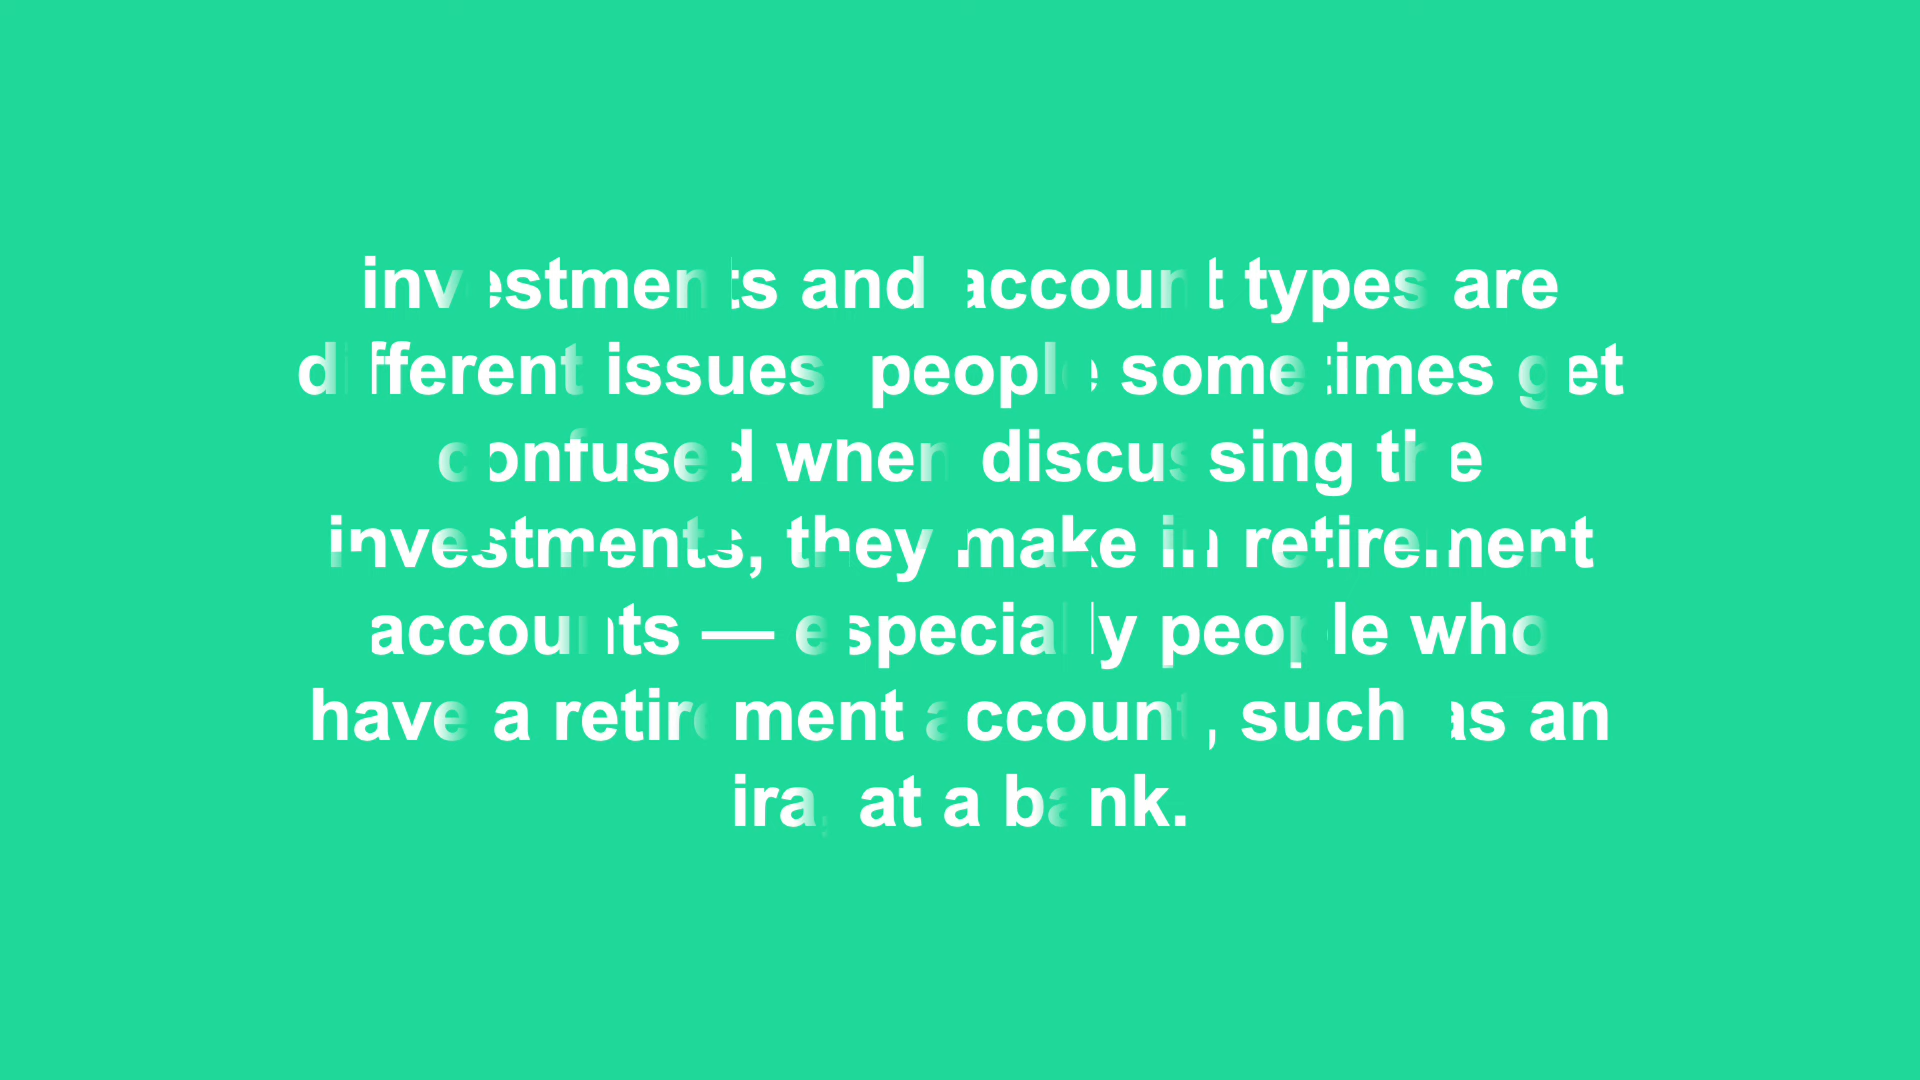 investments and account types are
different issues people sometimes get
confused when discussing the
investments, they make in retirement
accounts — especially people who
have a retirement account, such as an
ira, at a bank.